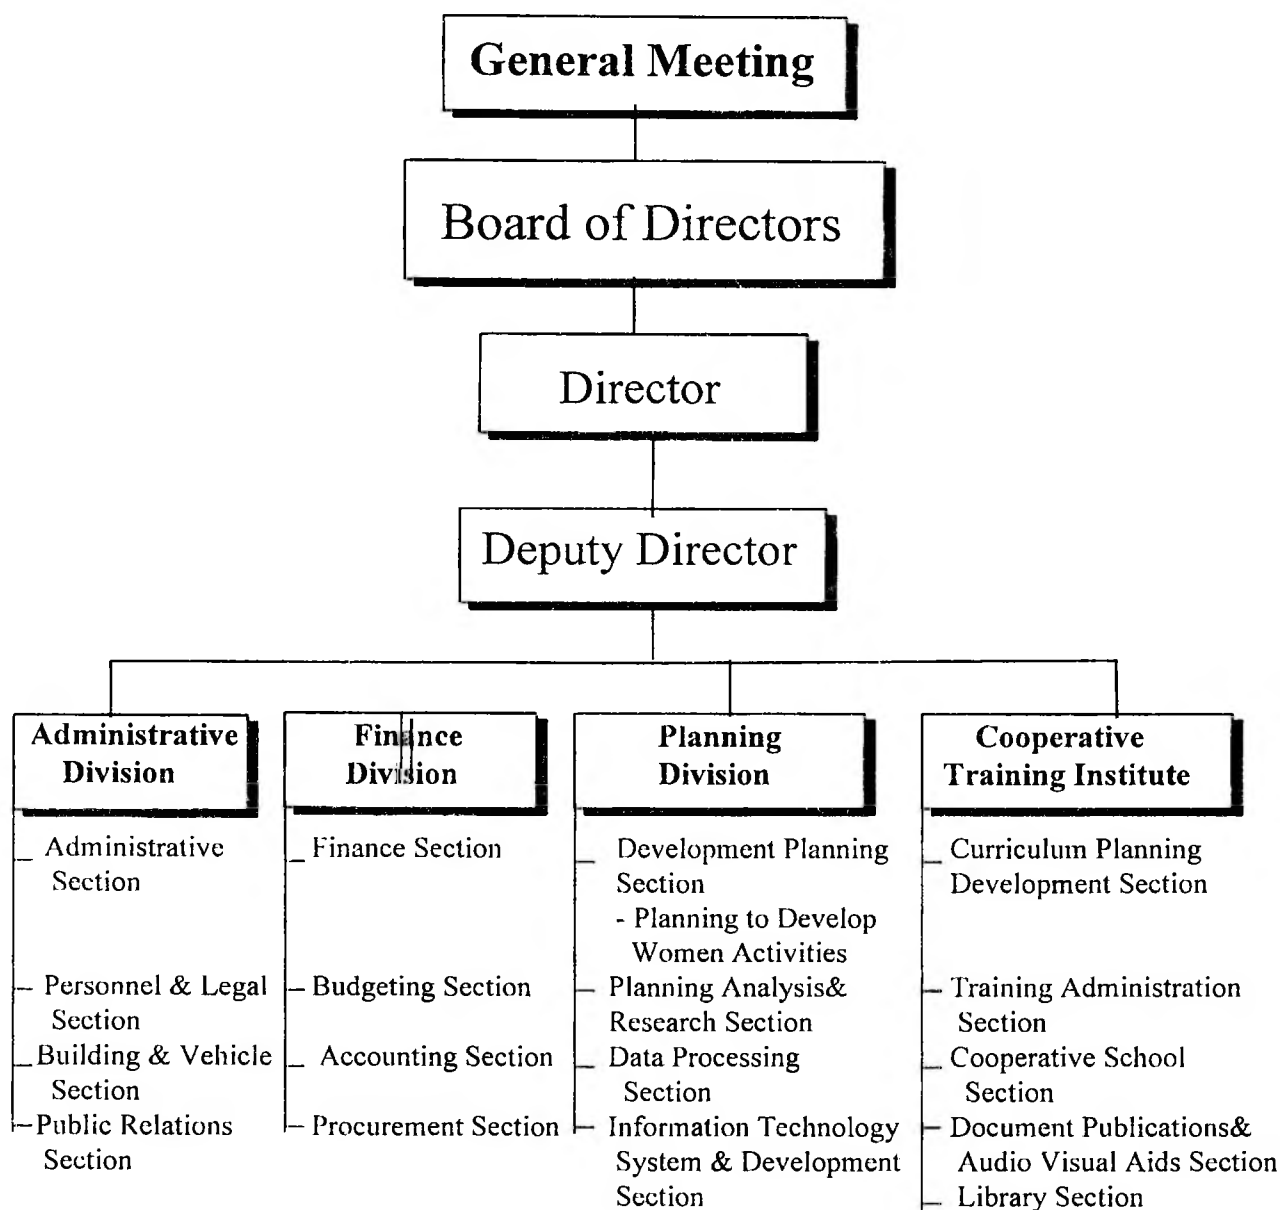 General Meeting
Board of Directors
Director
Deputy Director
Administrative
Division
Administrative
Section
Personnel & Legal
Section
Building & Vehicle
Section
Public Relations
Section
Finance
Division
Finance Section
Budgeting Section
Accounting Section
Procurement Section
Planning
Division
Development Planning
Section
- Planning to Develop
Women Activities
Planning Analysis&
Research Section
Data Processing
Section
Information Technology
System & Development
Section
Cooperative
Training Institute
Curriculum Planning
Development Section
Training Administration
Section
Cooperative School
Section
Document Publications&
Audio Visual Aids Section
Library Section